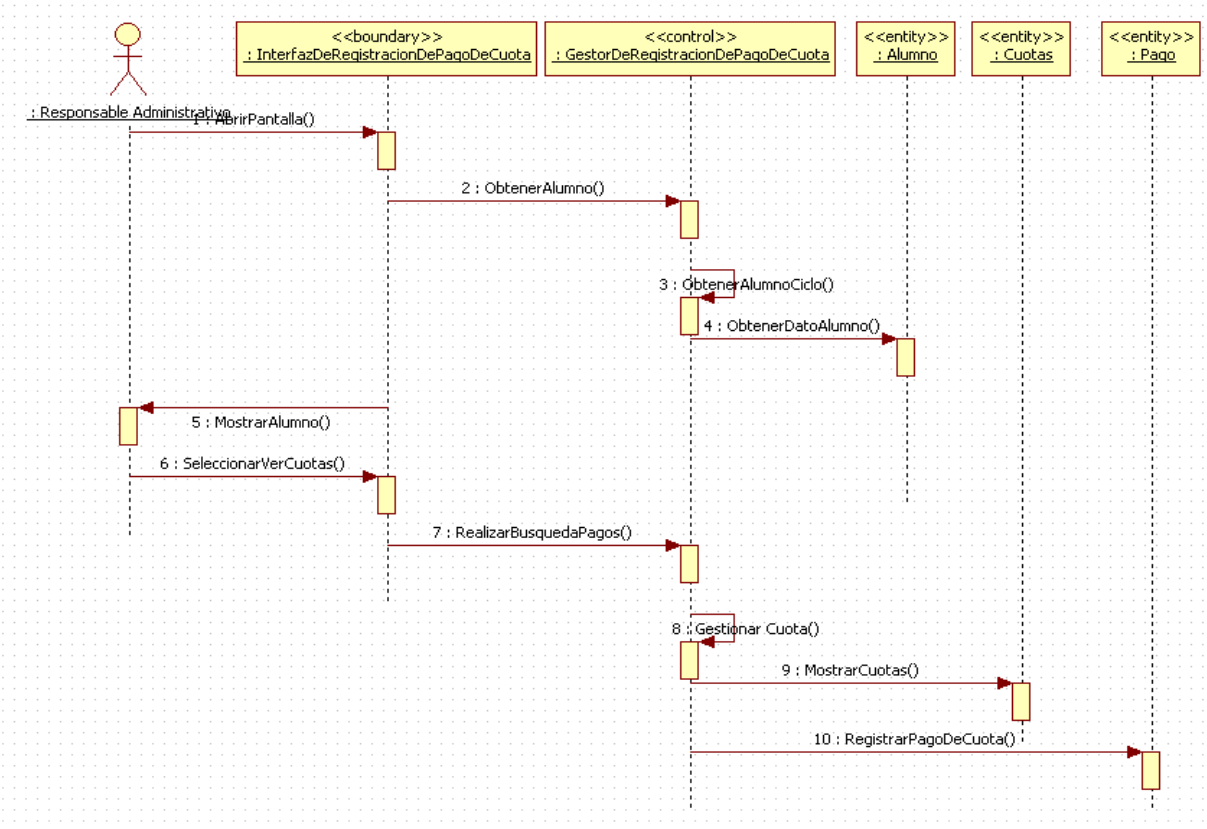 <<boundary>>
: InterfazDeRegistracionDePagoDeCuota
<<control>>
: GestorDeRegistracionDePagoDeCuota
<<entity>>
: Alumno
<<entity>>
: Cuotas
<<entity>>
: Pago
: Responsable Administrativo
1 : AbrirPantalla()
2 : ObtenerAlumno()
3 : ObtenerAlumnoCiclo()
4 : ObtenerDatoAlumno()
5 : MostrarAlumno()
6 : SeleccionarVerCuotas()
7 : RealizarBusquedaPagos()
8 : Gestionar Cuota()
9 : MostrarCuotas()
10 : RegistrarPagoDeCuota()